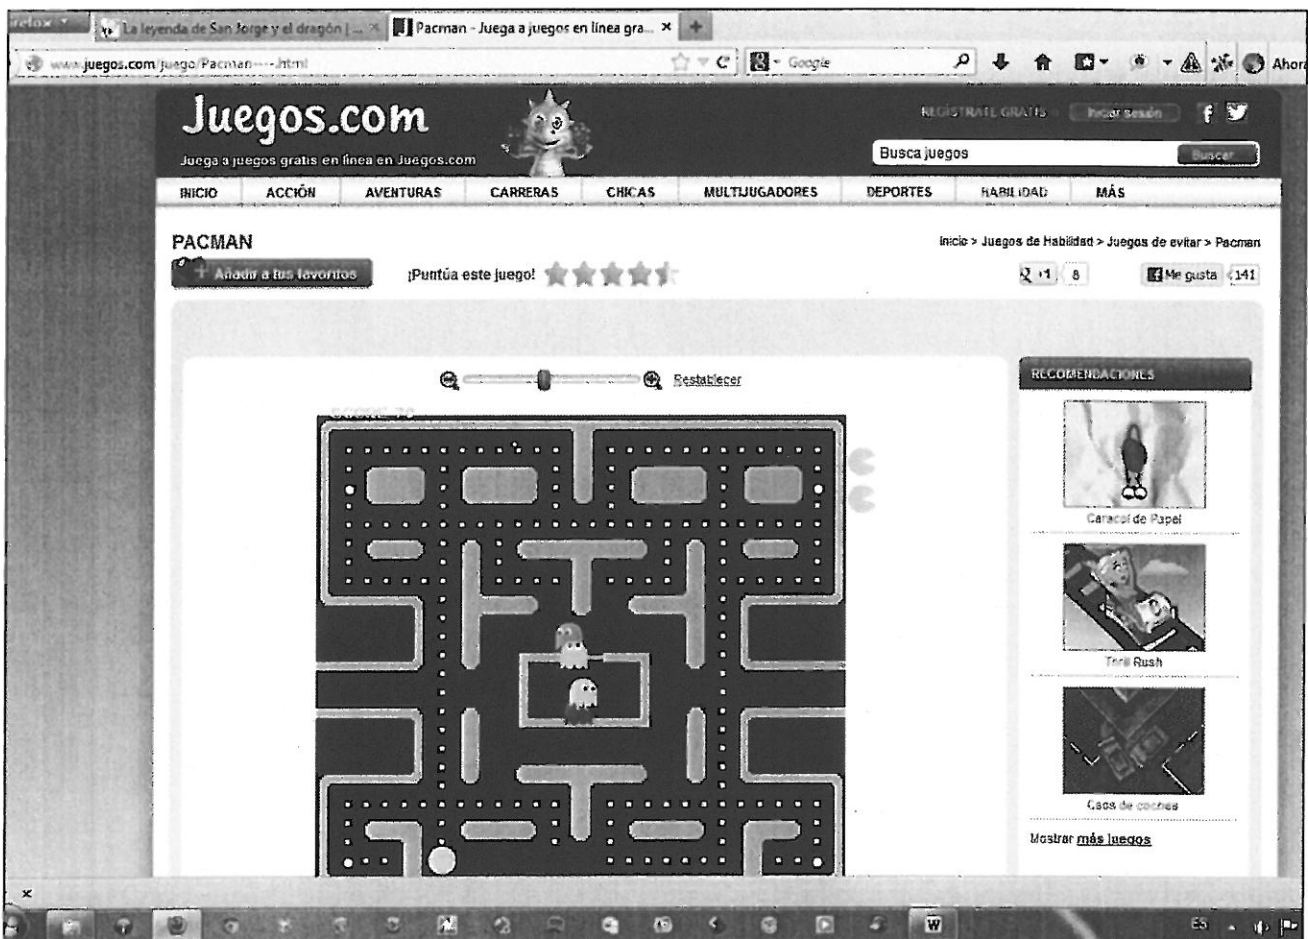 La leyenda de San Jorge y el dragón | ... × Pacman - Juega a juegos en línea gra... × +
www.juegos.com/juego/Pacman----.html Google Ahora
Juegos.com
REGÍSTRATE GRATIS Iniciar sesión
Juega a juegos gratis en línea en Juegos.com
Busca juegos Buscar
INICIO ACCIÓN AVENTURAS CARRERAS CHICAS MULTIJUGADORES DEPORTES HABILIDAD MÁS
PACMAN
Inicio > Juegos de Habilidad > Juegos de evitar > Pacman
+ Añadir a tus favoritos ¡Puntúa este juego! +1 8 Me gusta 141
Restablecer
RECOMENDACIONES
SCORE 70
Caracol de Papel
Thrill Rush
Caos de coches
Mostrar más juegos
W ES